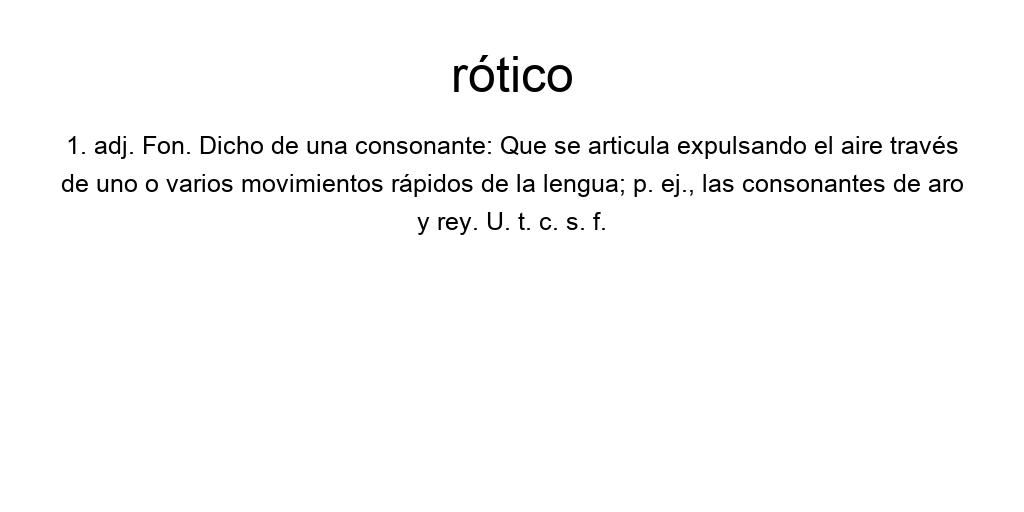 rótico
1. adj. Fon. Dicho de una consonante: Que se articula expulsando el aire través
de uno o varios movimientos rápidos de la lengua; p. ej., las consonantes de aro
y rey. U. t. c. s. f.